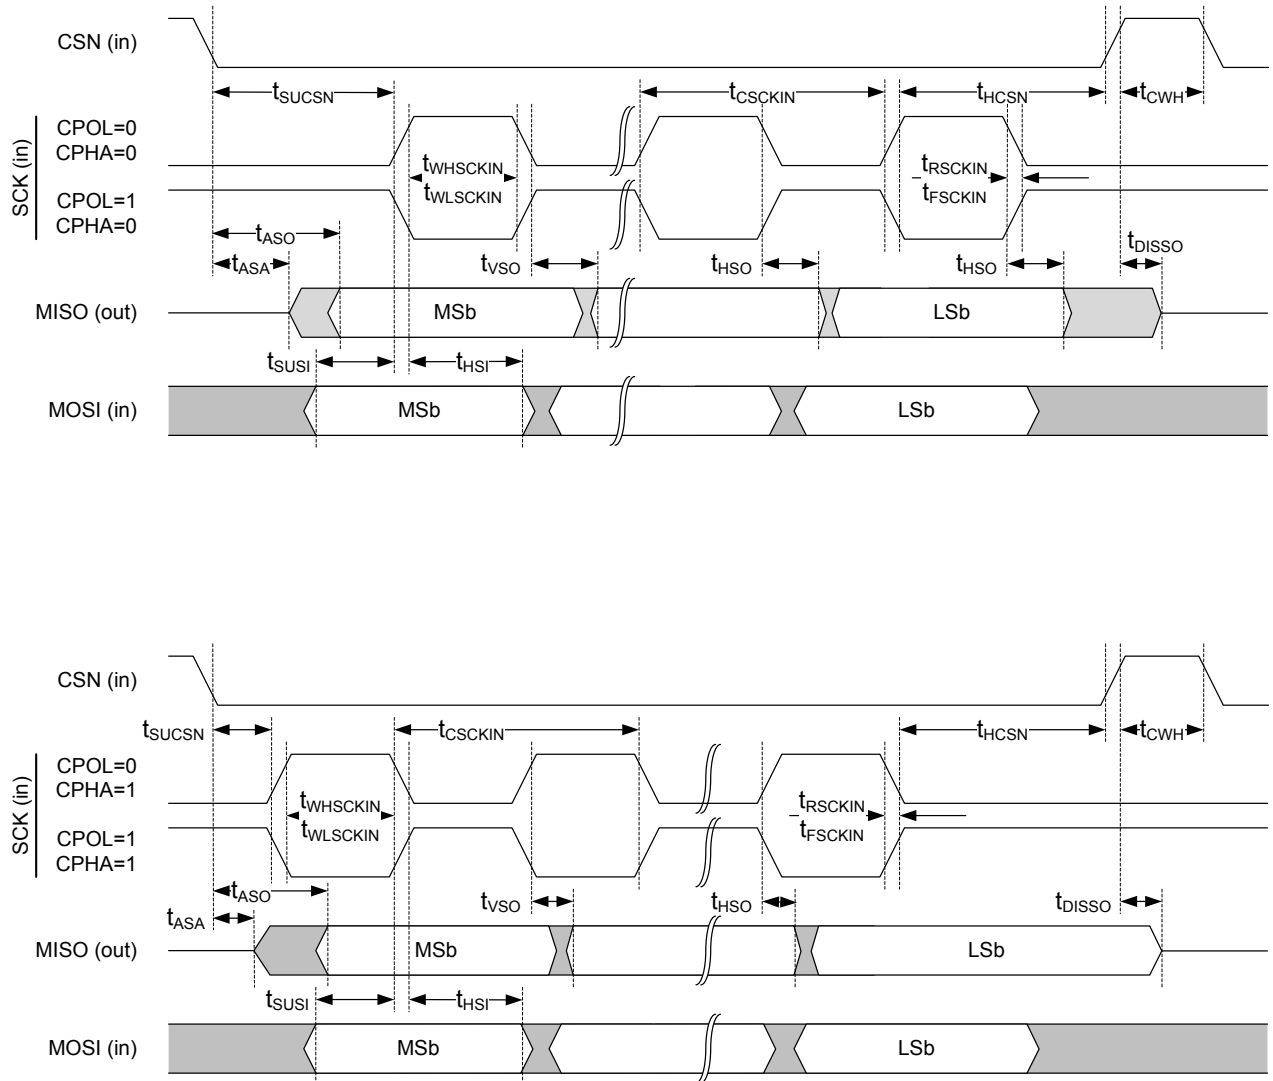 CSN (in)
tSUCSN
tCSCKIN
tHCSN
tCWH
SCK (in)
CPOL=0
CPHA=0
tWHSCKIN
tWLSCKIN
tRSCKIN
tFSCKIN
CPOL=1
CPHA=0
tASO
tASA
tVSO
tHSO
tHSO
tDISSO
MISO (out)
MSb
LSb
tSUSI
tHSI
MOSI (in)
MSb
LSb
CSN (in)
tSUCSN
tCSCKIN
tHCSN
tCWH
SCK (in)
CPOL=0
CPHA=1
tWHSCKIN
tWLSCKIN
tRSCKIN
tFSCKIN
CPOL=1
CPHA=1
tASO
tASA
tVSO
tHSO
tDISSO
MISO (out)
MSb
LSb
tSUSI
tHSI
MOSI (in)
MSb
LSb